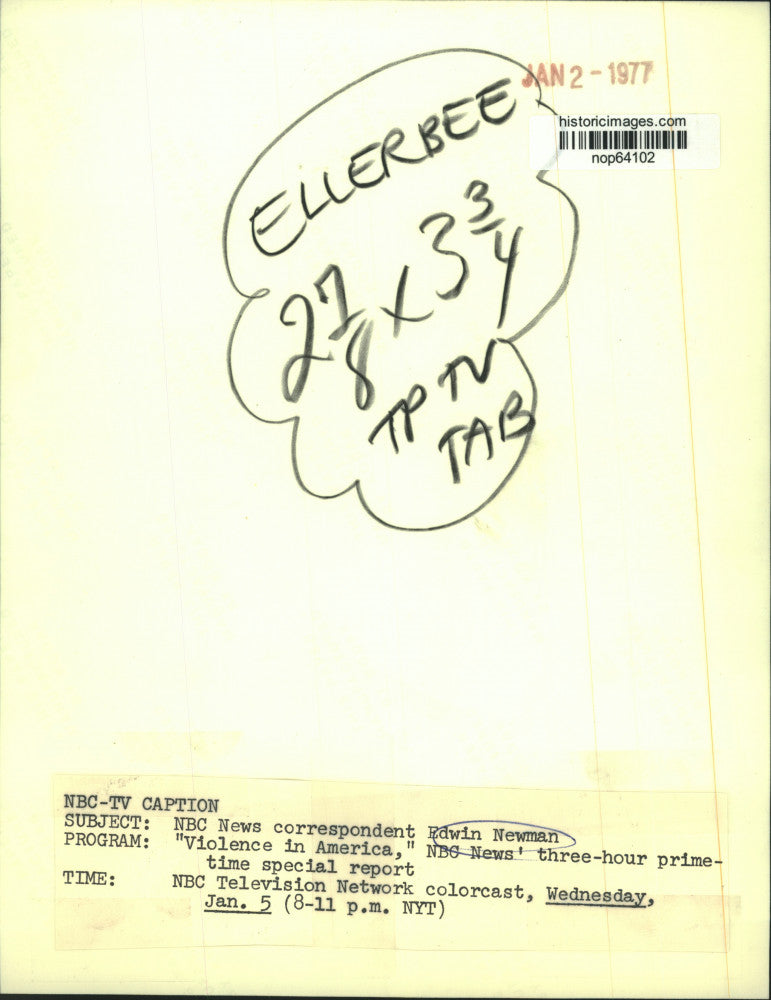 JAN 2 - 1977
historicimages.com
nop64102
ELLERBEE
2 7/8 x 3 3/4
TP TV
TAB
NBC-TV CAPTION
SUBJECT: NBC News correspondent Edwin Newman
PROGRAM: "Violence in America," NBC News' three-hour prime-
time special report
TIME: NBC Television Network colorcast, Wednesday,
Jan. 5 (8-11 p.m. NYT)